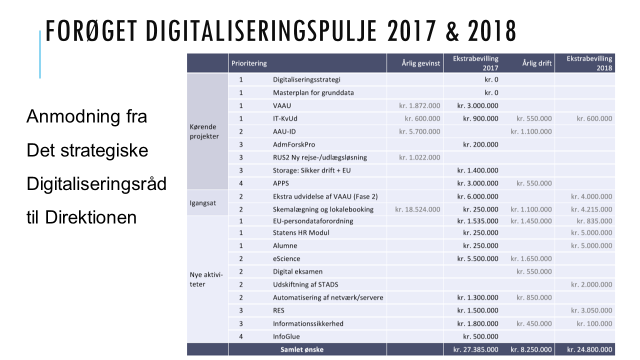 FORØGET DIGITALISERINGSPULJE 2017 & 2018
Anmodning fra
Det strategiske
Digitaliseringsråd
til Direktionen
Prioritering Årlig gevinst Ekstrabevilling 2017 Årlig drift Ekstrabevilling 2018
Kørende projekter
1 Digitaliseringsstrategi kr. 0
1 Masterplan for grunddata kr. 0
1 VAAU kr. 1.872.000 kr. 3.000.000
1 IT-KvUd kr. 600.000 kr. 900.000 kr. 550.000 kr. 600.000
2 AAU-ID kr. 5.700.000 kr. 1.100.000
3 AdmForskPro kr. 200.000
3 RUS2 Ny rejse-/udlægsløsning kr. 1.022.000
3 Storage: Sikker drift + EU kr. 1.400.000
4 APPS kr. 3.000.000 kr. 550.000
Igangsat
2 Ekstra udvidelse af VAAU (Fase 2) kr. 6.000.000 kr. 4.000.000
2 Skemalægning og lokalebooking kr. 18.524.000 kr. 250.000 kr. 1.100.000 kr. 4.215.000
Nye aktivi-
teter
1 EU-persondataforordning kr. 1.535.000 kr. 1.450.000 kr. 835.000
1 Statens HR Modul kr. 250.000 kr. 5.000.000
1 Alumne kr. 250.000 kr. 5.000.000
2 eScience kr. 5.500.000 kr. 1.650.000
2 Digital eksamen kr. 550.000
2 Udskiftning af STADS kr. 2.000.000
2 Automatisering af netværk/servere kr. 1.300.000 kr. 850.000
3 RES kr. 1.500.000 kr. 3.050.000
3 Informationssikkerhed kr. 1.800.000 kr. 450.000 kr. 100.000
4 InfoGlue kr. 500.000
Samlet ønske kr. 27.385.000 kr. 8.250.000 kr. 24.800.000